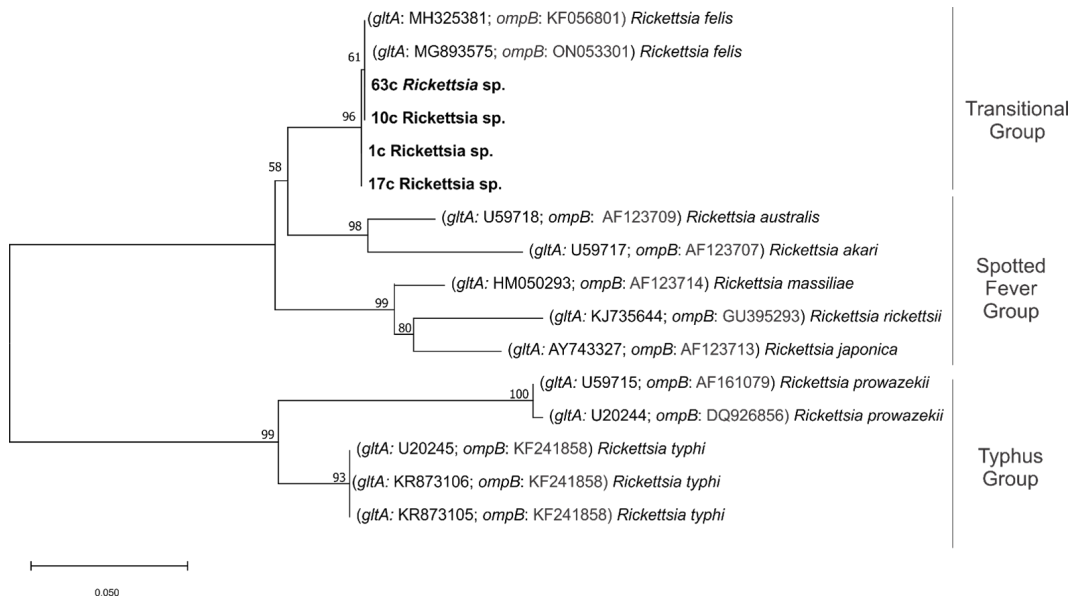 (gltA: MH325381; ompB: KF056801) Rickettsia felis
61
(gltA: MG893575; ompB: ON053301) Rickettsia felis
63c Rickettsia sp.
96
10c Rickettsia sp.
Transitional
Group
1c Rickettsia sp.
58
17c Rickettsia sp.
98
(gltA: U59718; ompB: AF123709) Rickettsia australis
(gltA: U59717; ompB: AF123707) Rickettsia akari
Spotted
Fever
Group
(gltA: HM050293; ompB: AF123714) Rickettsia massiliae
99
(gltA: KJ735644; ompB: GU395293) Rickettsia rickettsii
80
(gltA: AY743327; ompB: AF123713) Rickettsia japonica
(gltA: U59715; ompB: AF161079) Rickettsia prowazekii
100
(gltA: U20244; ompB: DQ926856) Rickettsia prowazekii
99
(gltA: U20245; ompB: KF241858) Rickettsia typhi
Typhus
Group
93
(gltA: KR873106; ompB: KF241858) Rickettsia typhi
(gltA: KR873105; ompB: KF241858) Rickettsia typhi
0.050